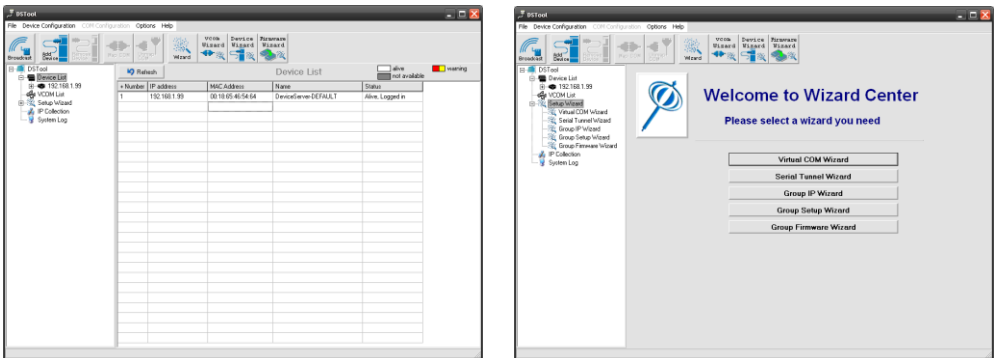 DSTool
File Device Configuration COM Configuration Options Help
Broadcast
Add Device
Wizard
VCOM Wizard
Device Wizard
Firmware Wizard
DSTool
Device List
192.168.1.99
VCOM List
Setup Wizard
IP Collection
System Log
Refresh
Device List
alive
not available
warning
Number IP address MAC Address Name Status
1 192.168.1.99 00:18:65:46:54:64 DeviceServer-DEFAULT Alive, Logged in
DSTool
File Device Configuration COM Configuration Options Help
Broadcast
Add Device
Wizard
VCOM Wizard
Device Wizard
Firmware Wizard
DSTool
Device List
192.168.1.99
VCOM List
Setup Wizard
Virtual COM Wizard
Serial Tunnel Wizard
Group IP Wizard
Group Setup Wizard
Group Firmware Wizard
IP Collection
System Log
Welcome to Wizard Center
Please select a wizard you need
Virtual COM Wizard
Serial Tunnel Wizard
Group IP Wizard
Group Setup Wizard
Group Firmware Wizard